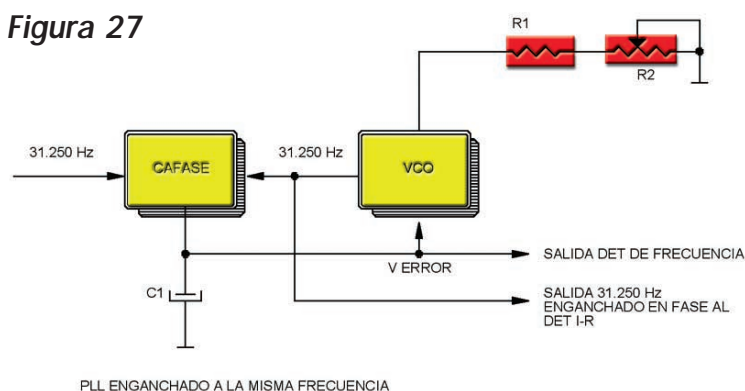 Figura 27
R1
R2
31.250 Hz
CAFASE
31.250 Hz
VCO
V ERROR
SALIDA DET DE FRECUENCIA
C1
SALIDA 31.250 Hz
ENGANCHADO EN FASE AL
DET I-R
PLL ENGANCHADO A LA MISMA FRECUENCIA